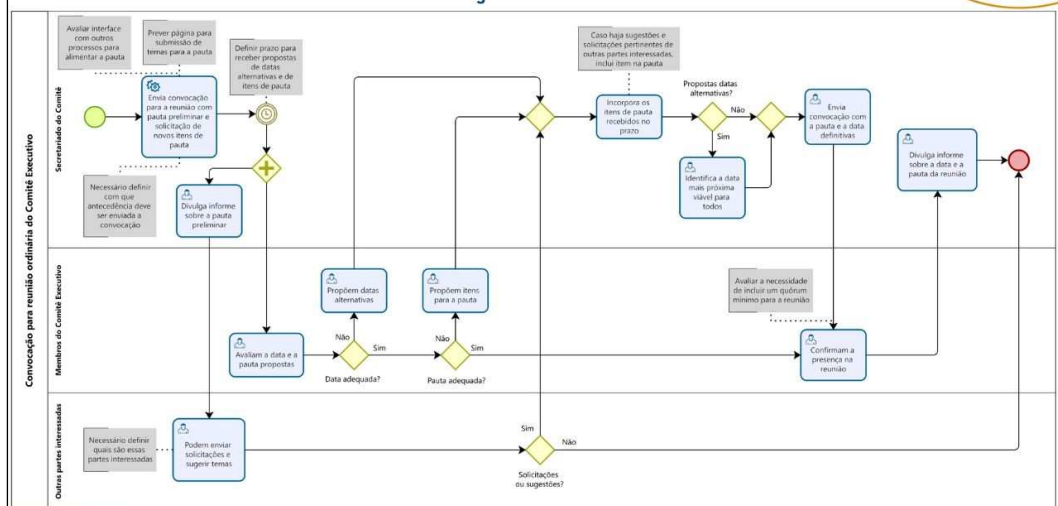 Convocação para reunião ordinária do Comitê Executivo
Secretariado do Comitê
Avaliar interface
com outros
processos para
alimentar a pauta
Prever página para
submissão de
temas para a pauta
Definir prazo para
receber propostas
de datas
alternativas e de
itens de pauta
Envia convocação
para a reunião com
pauta preliminar e
solicitação de
novos itens de
pauta
Necessário definir
com que
antecedência deve
ser enviada a
convocação
Divulga informe
sobre a pauta
preliminar
Caso haja sugestões e
solicitações pertinentes de
outras partes interessadas,
inclui item na pauta
Incorpora os
itens de pauta
recebidos no
prazo
Propostas datas
alternativas?
Não
Sim
Identifica a data
mais próxima
viável para
todos
Envia
convocação com
a pauta e a data
definitivas
Divulga informe
sobre a data e a
pauta da reunião
Membros do Comitê Executivo
Propõem datas
alternativas
Propõem itens
para a pauta
Avaliam a data e a
pauta propostas
Não
Sim
Data adequada?
Não
Sim
Pauta adequada?
Avaliar a necessidade
de incluir um quórum
mínimo para a reunião
Confirmam a
presença na
reunião
Outras partes interessadas
Necessário definir
quais são essas
partes interessadas
Podem enviar
solicitações e
sugerir temas
Sim
Não
Solicitações
ou sugestões?